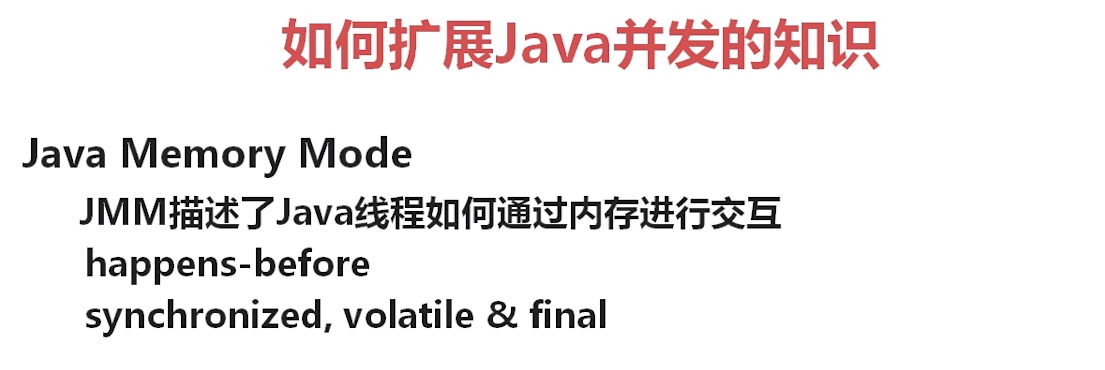 如何扩展Java并发的知识
Java Memory Mode
JMM描述了Java线程如何通过内存进行交互
happens-before
synchronized, volatile & final